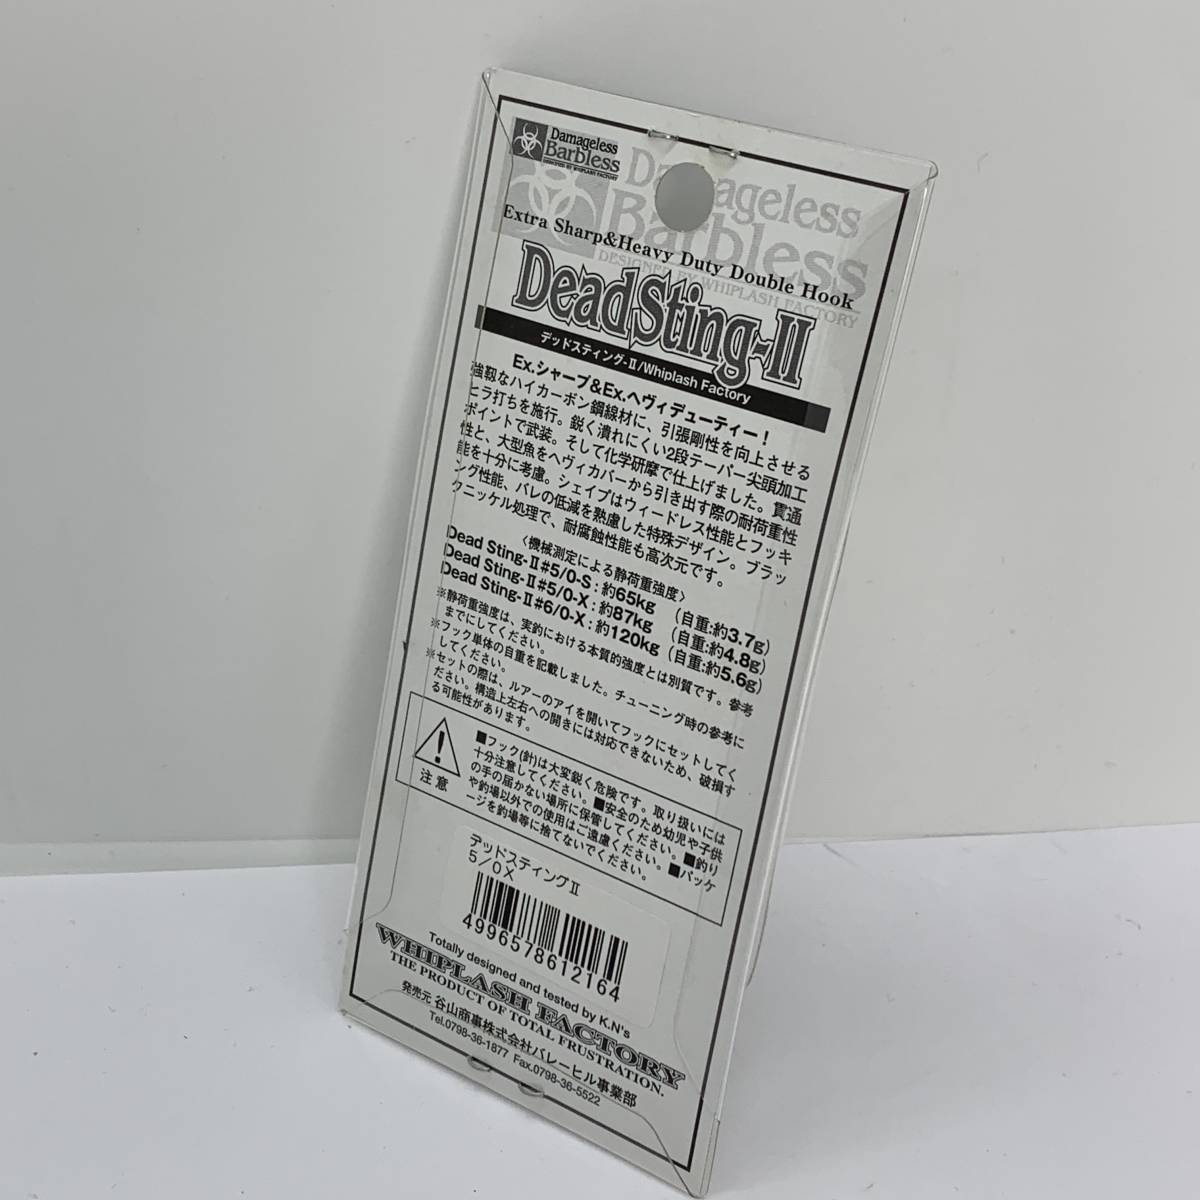 Damageless
Barbless
DESIGNED BY WHIPLASH FACTORY
Damageless
Barbless
DESIGNED BY WHIPLASH FACTORY
Extra Sharp&Heavy Duty Double Hook
DeadSting-II
デッドスティング-II/Whiplash Factory
Ex.シャープ&Ex.ヘヴィデューティー!
強靱なハイカーボン鋼線材に、引張剛性を向上させる
ヒラ打ちを施行。鋭く潰れにくい2段テーパー尖頭加工
ポイントで武装。そして化学研摩で仕上げました。貫通
性と、大型魚をヘヴィカバーから引き出す際の耐荷重性
能を十分に考慮。シェイプはウィードレス性能とフッキ
ング性能、バレの低減を熟慮した特殊デザイン。ブラッ
クニッケル処理で、耐腐蝕性能も高次元です。
〈機械測定による静荷重強度〉
Dead Sting-II#5/0-S:約65kg (自重:約3.7g)
Dead Sting-II#5/0-X:約87kg (自重:約4.8g)
Dead Sting-II#6/0-X:約120kg (自重:約5.6g)
※静荷重強度は、実釣における本質的強度とは別質です。参考
までにしてください。
※フック単体の自重を記載しました。チューニング時の参考に
してください。
※セットの際は、ルアーのアイを開いてフックにセットしてく
ださい。構造上左右への開きには対応できないため、破損す
る可能性があります。
注意
■フック(針)は大変鋭く危険です。取り扱いには
十分注意してください。■安全のため幼児や子供
の手の届かない場所に保管してください。■釣り
や釣場以外での使用はご遠慮ください。■パッケ
ージを釣場等に捨てないでください。
デッドスティングII
5/0X
4996578612164
Totally designed and tested by K.N's
WHIPLASH FACTORY
THE PRODUCT OF TOTAL FRUSTRATION.
発売元 谷山商事株式会社バレーヒル事業部
Tel.0798-36-1877 Fax.0798-36-5522